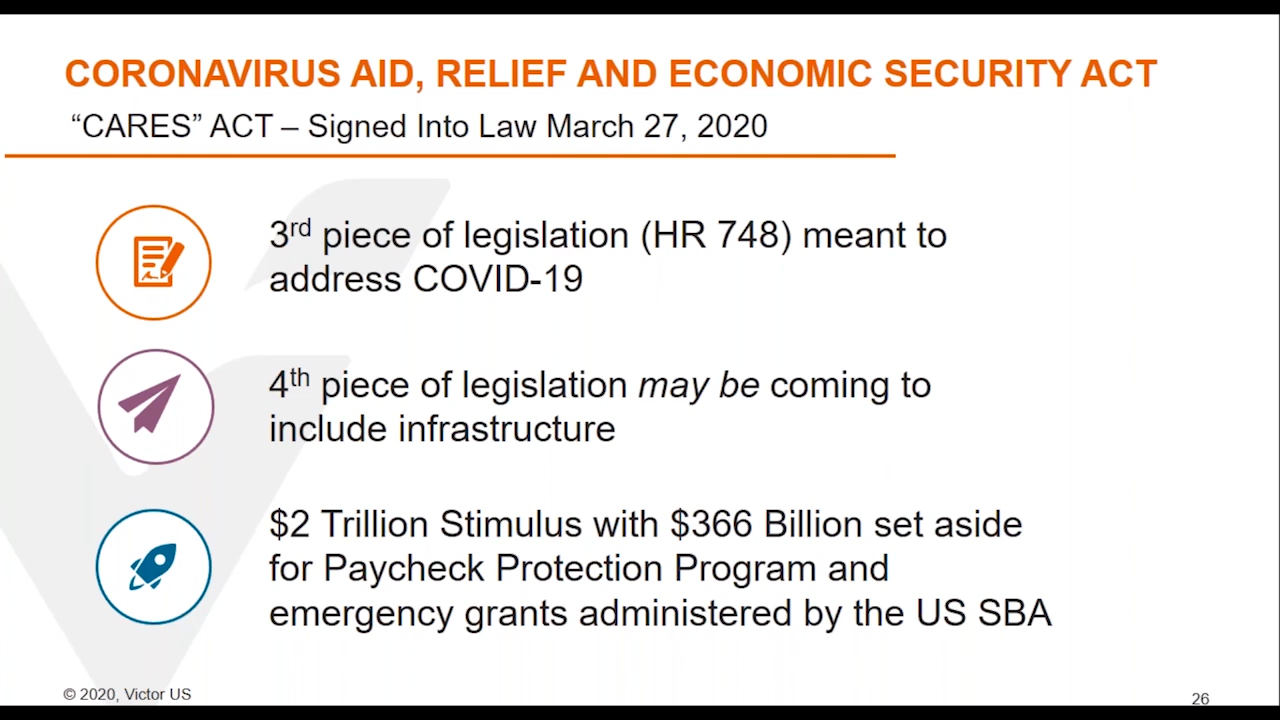 CORONAVIRUS AID, RELIEF AND ECONOMIC SECURITY ACT
“CARES” ACT – Signed Into Law March 27, 2020
3rd piece of legislation (HR 748) meant to
address COVID-19
4th piece of legislation may be coming to
include infrastructure
$2 Trillion Stimulus with $366 Billion set aside
for Paycheck Protection Program and
emergency grants administered by the US SBA
© 2020, Victor US
26